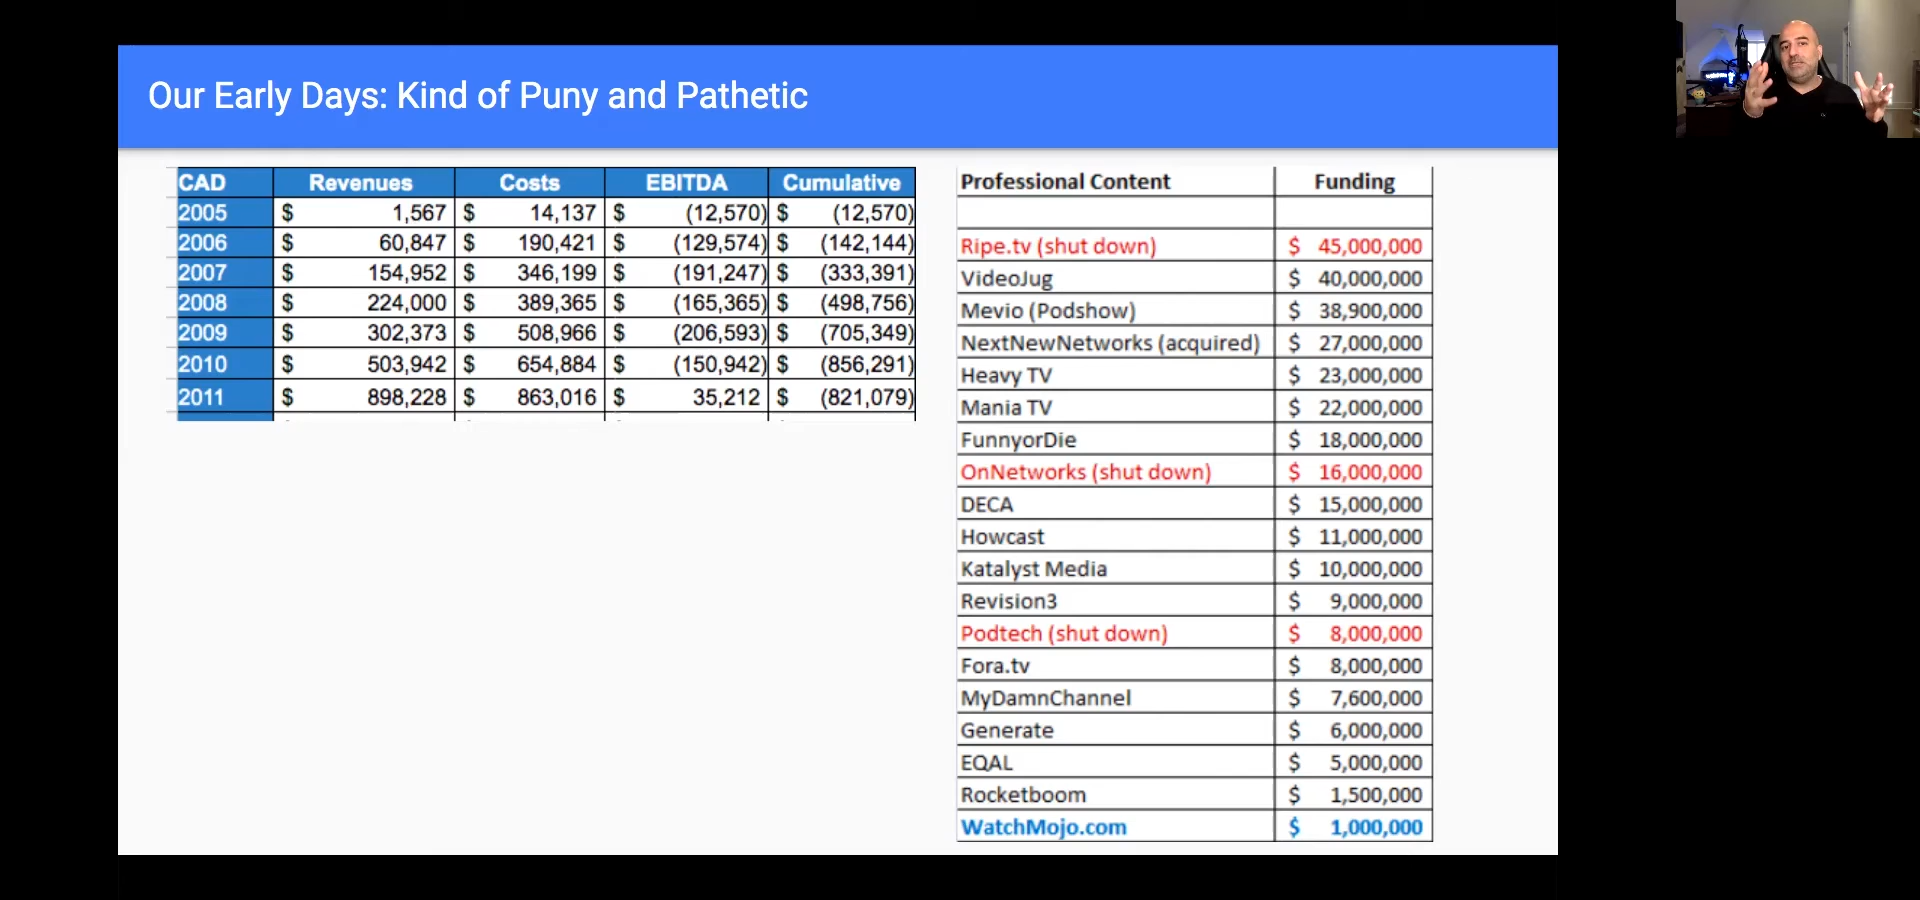 Our Early Days: Kind of Puny and Pathetic
CAD Revenues Costs EBITDA Cumulative
2005 $ 1,567 $ 14,137 $ (12,570) $ (12,570)
2006 $ 60,847 $ 190,421 $ (129,574) $ (142,144)
2007 $ 154,952 $ 346,199 $ (191,247) $ (333,391)
2008 $ 224,000 $ 389,365 $ (165,365) $ (498,756)
2009 $ 302,373 $ 508,966 $ (206,593) $ (705,349)
2010 $ 503,942 $ 654,884 $ (150,942) $ (856,291)
2011 $ 898,228 $ 863,016 $ 35,212 $ (821,079)
Professional Content Funding
Ripe.tv (shut down) $ 45,000,000
VideoJug $ 40,000,000
Mevio (Podshow) $ 38,900,000
NextNewNetworks (acquired) $ 27,000,000
Heavy TV $ 23,000,000
Mania TV $ 22,000,000
FunnyorDie $ 18,000,000
OnNetworks (shut down) $ 16,000,000
DECA $ 15,000,000
Howcast $ 11,000,000
Katalyst Media $ 10,000,000
Revision3 $ 9,000,000
Podtech (shut down) $ 8,000,000
Fora.tv $ 8,000,000
MyDamnChannel $ 7,600,000
Generate $ 6,000,000
EQAL $ 5,000,000
Rocketboom $ 1,500,000
WatchMojo.com $ 1,000,000